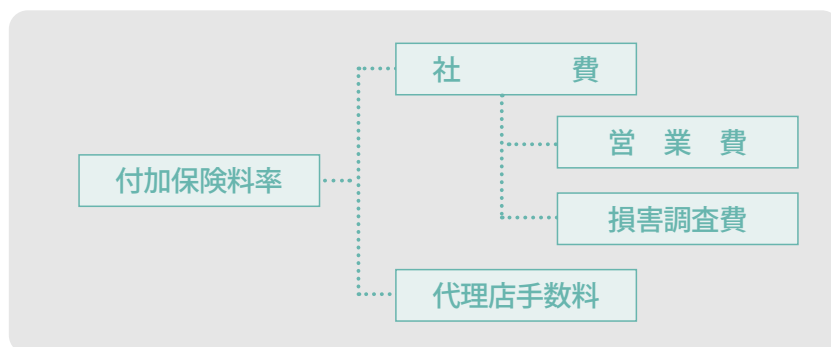 社費
営業費
付加保険料率
損害調査費
代理店手数料